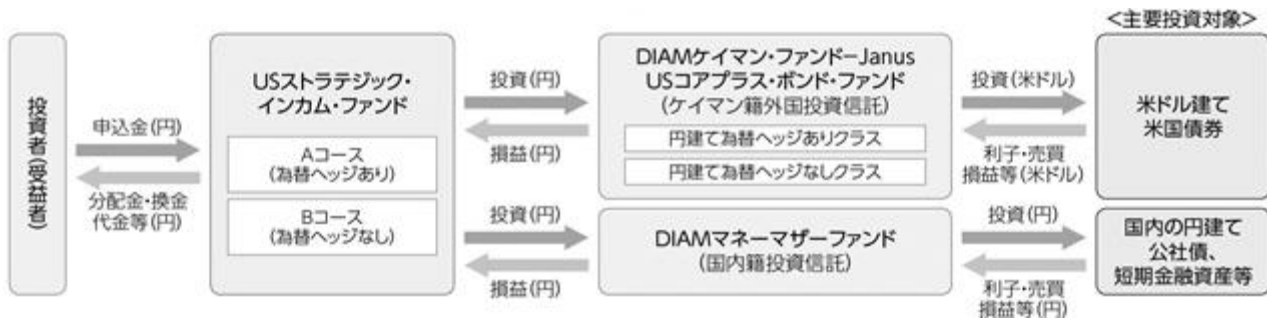 <主要投資対象>
投資者(受益者)
申込金(円)
分配金・換金
代金等(円)
USストラテジック・
インカム・ファンド
Aコース
(為替ヘッジあり)
Bコース
(為替ヘッジなし)
投資(円)
損益(円)
投資(円)
損益(円)
DIAMケイマン・ファンド−Janus
USコアプラス・ボンド・ファンド
(ケイマン籍外国投資信託)
円建て為替ヘッジありクラス
円建て為替ヘッジなしクラス
DIAMマネーマザーファンド
(国内籍投資信託)
投資(米ドル)
利子・売買
損益等(米ドル)
投資(円)
利子・売買
損益等(円)
米ドル建て
米国債券
国内の円建て
公社債、
短期金融資産等